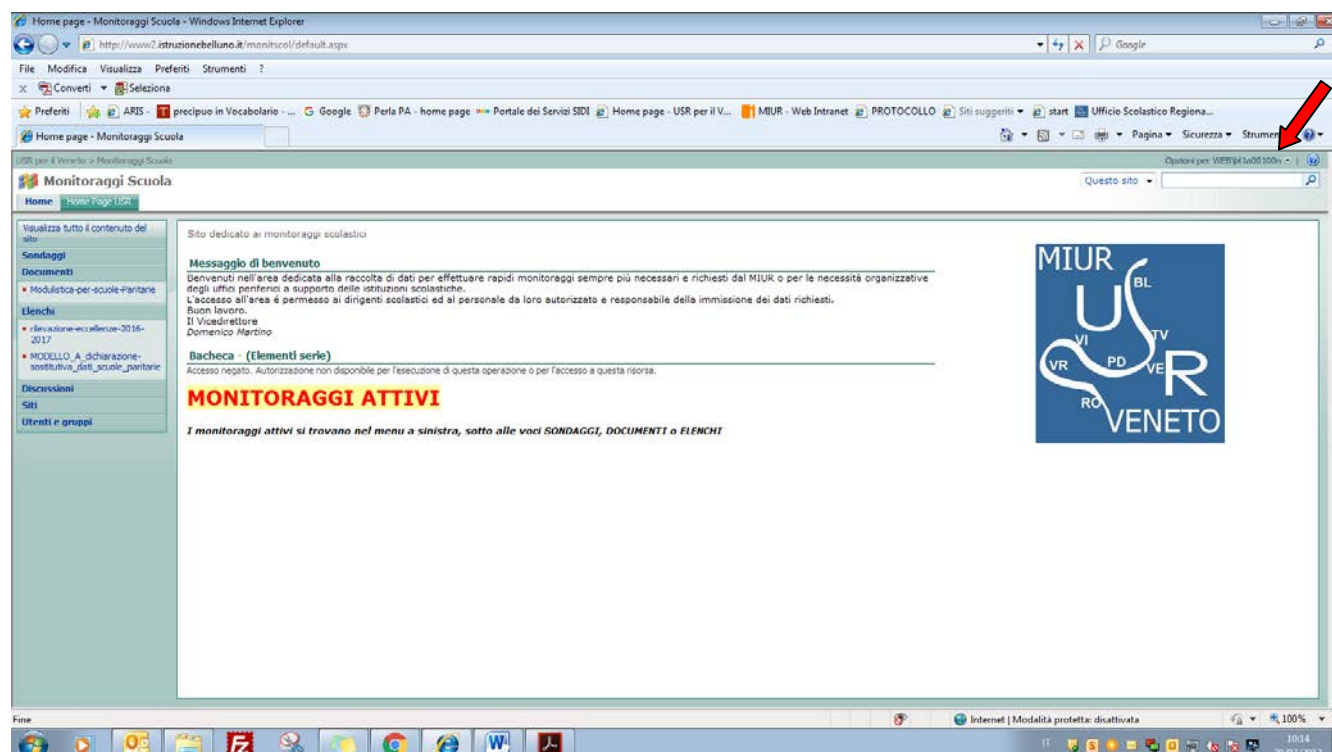 Home page - Monitoraggi Scuola - Windows Internet Explorer
http://www2.istruzionebelluno.it/monitscol/default.aspx
Google
File Modifica Visualizza Preferiti Strumenti ?
x Converti Seleziona
Preferiti ARIS - precipuo in Vocabolario - ... Google Perla PA - home page Portale dei Servizi SIDI Home page - USR per il V... MIUR - Web Intranet PROTOCOLLO Siti suggeriti start Ufficio Scolastico Regiona...
Home page - Monitoraggi Scuola
Pagina Sicurezza
USR per il Veneto > Monitoraggi Scuola
Opzioni per
Monitoraggi Scuola
Questo sito
Home Home Page USR
Visualizza tutto il contenuto del
sito
Sondaggi
Documenti
Modulistica-per-scuole-Paritarie
Elenchi
rilevazione-eccellenze-2016-
2017
MODELLO_A_dichiarazione-
sostitutiva_dati_scuole_paritarie
Discussioni
Siti
Utenti e gruppi
Sito dedicato ai monitoraggi scolastici
Messaggio di benvenuto
Benvenuti nell'area dedicata alla raccolta di dati per effettuare rapidi monitoraggi sempre più necessari e richiesti dal MIUR o per le necessità organizzative
degli uffici periferici a supporto delle istituzioni scolastiche.
L'accesso all'area é permesso ai dirigenti scolastici ed al personale da loro autorizzato e responsabile della immissione dei dati richiesti.
Buon lavoro.
Il Vicedirettore
Domenico Martino
Bacheca - (Elementi serie)
Accesso negato. Autorizzazione non disponibile per l'esecuzione di questa operazione o per l'accesso a questa risorsa.
MONITORAGGI ATTIVI
I monitoraggi attivi si trovano nel menu a sinistra, sotto alle voci SONDAGGI, DOCUMENTI o ELENCHI
MIUR
BL
U
VI
TV
S
VR
PD
VE
R
RO
VENETO
Fine
Internet | Modalità protetta: disattivata
100%
IT
10:14